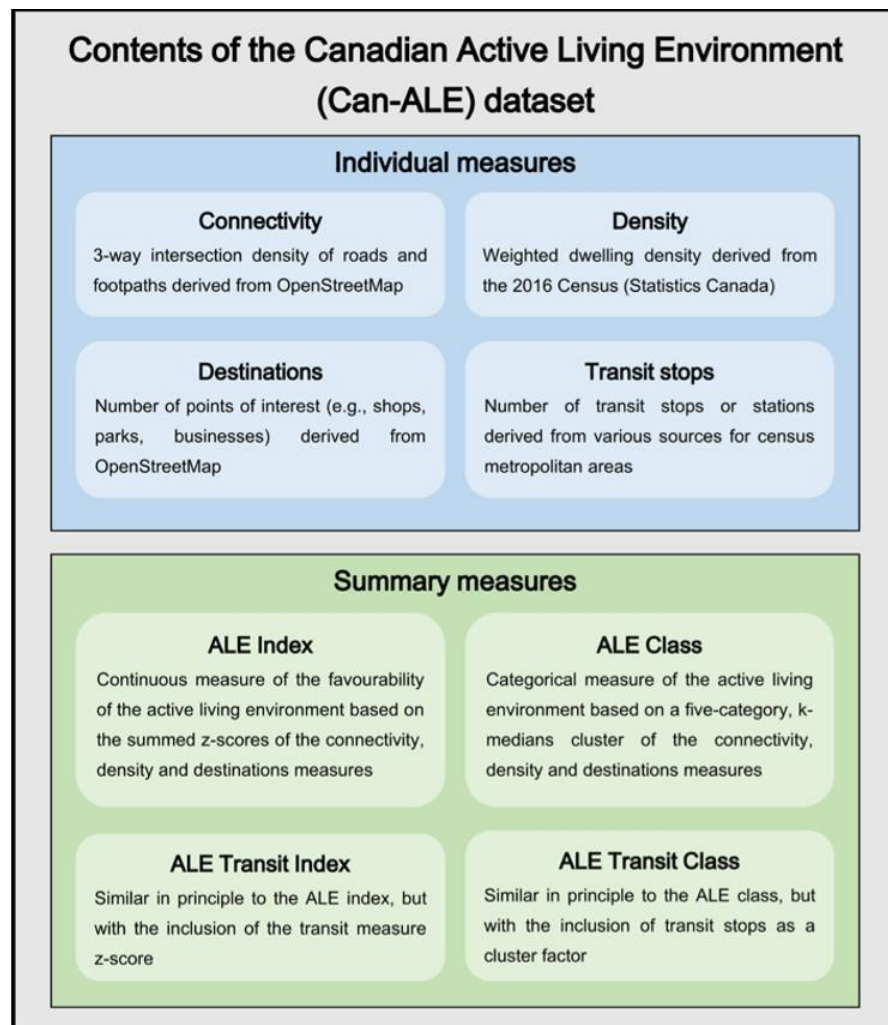 Contents of the Canadian Active Living Environment
(Can-ALE) dataset
Individual measures
Connectivity
3-way intersection density of roads and
footpaths derived from OpenStreetMap
Density
Weighted dwelling density derived from
the 2016 Census (Statistics Canada)
Destinations
Number of points of interest (e.g., shops,
parks, businesses) derived from
OpenStreetMap
Transit stops
Number of transit stops or stations
derived from various sources for census
metropolitan areas
Summary measures
ALE Index
Continuous measure of the favourability
of the active living environment based on
the summed z-scores of the connectivity,
density and destinations measures
ALE Class
Categorical measure of the active living
environment based on a five-category, k-
medians cluster of the connectivity,
density and destinations measures
ALE Transit Index
Similar in principle to the ALE index, but
with the inclusion of the transit measure
z-score
ALE Transit Class
Similar in principle to the ALE class, but
with the inclusion of transit stops as a
cluster factor